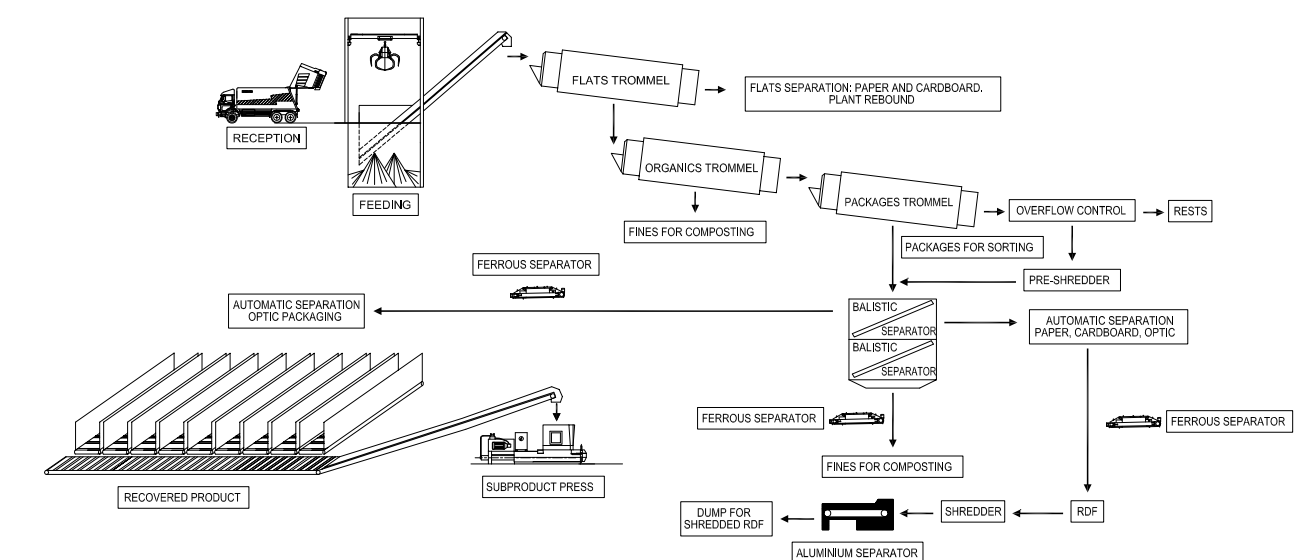 FLATS TROMMEL
FLATS SEPARATION: PAPER AND CARDBOARD.
PLANT REBOUND
RECEPTION
FEEDING
ORGANICS TROMMEL
FINES FOR COMPOSTING
PACKAGES TROMMEL
OVERFLOW CONTROL
RESTS
PACKAGES FOR SORTING
PRE-SHREDDER
FERROUS SEPARATOR
AUTOMATIC SEPARATION
OPTIC PACKAGING
BALISTIC
SEPARATOR
BALISTIC
SEPARATOR
AUTOMATIC SEPARATION
PAPER, CARDBOARD, OPTIC
FERROUS SEPARATOR
FERROUS SEPARATOR
FINES FOR COMPOSTING
RECOVERED PRODUCT
SUBPRODUCT PRESS
DUMP FOR
SHREDDED RDF
ALUMINIUM SEPARATOR
SHREDDER
RDF